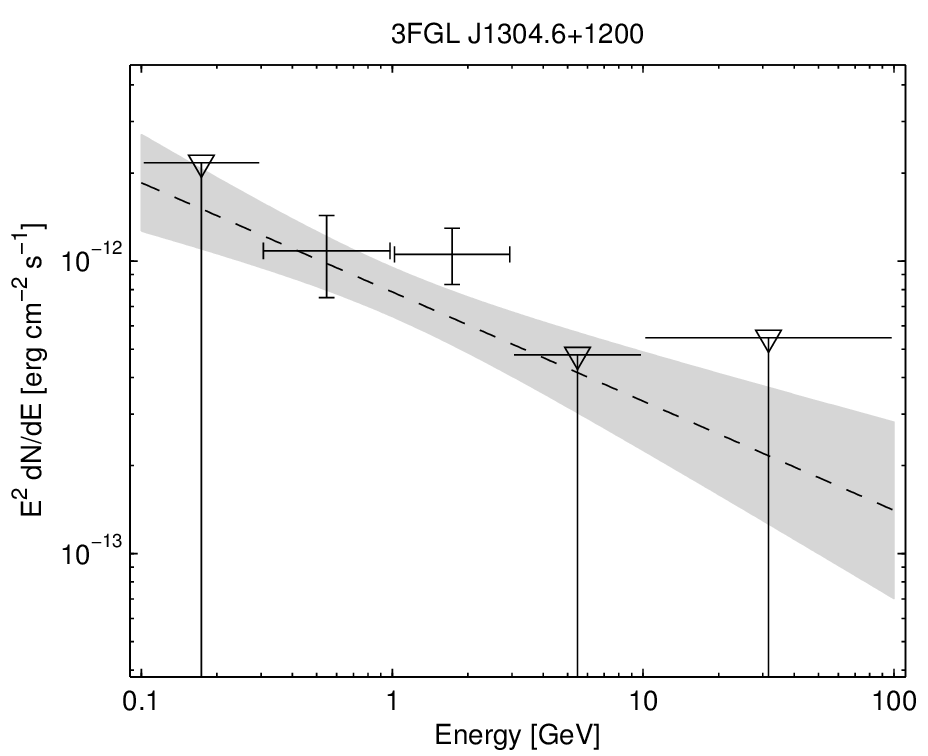 3FGL J1304.6+1200
E² dN/dE [erg cm⁻² s⁻¹]
10⁻¹²
10⁻¹³
0.1 1 10 100
Energy [GeV]